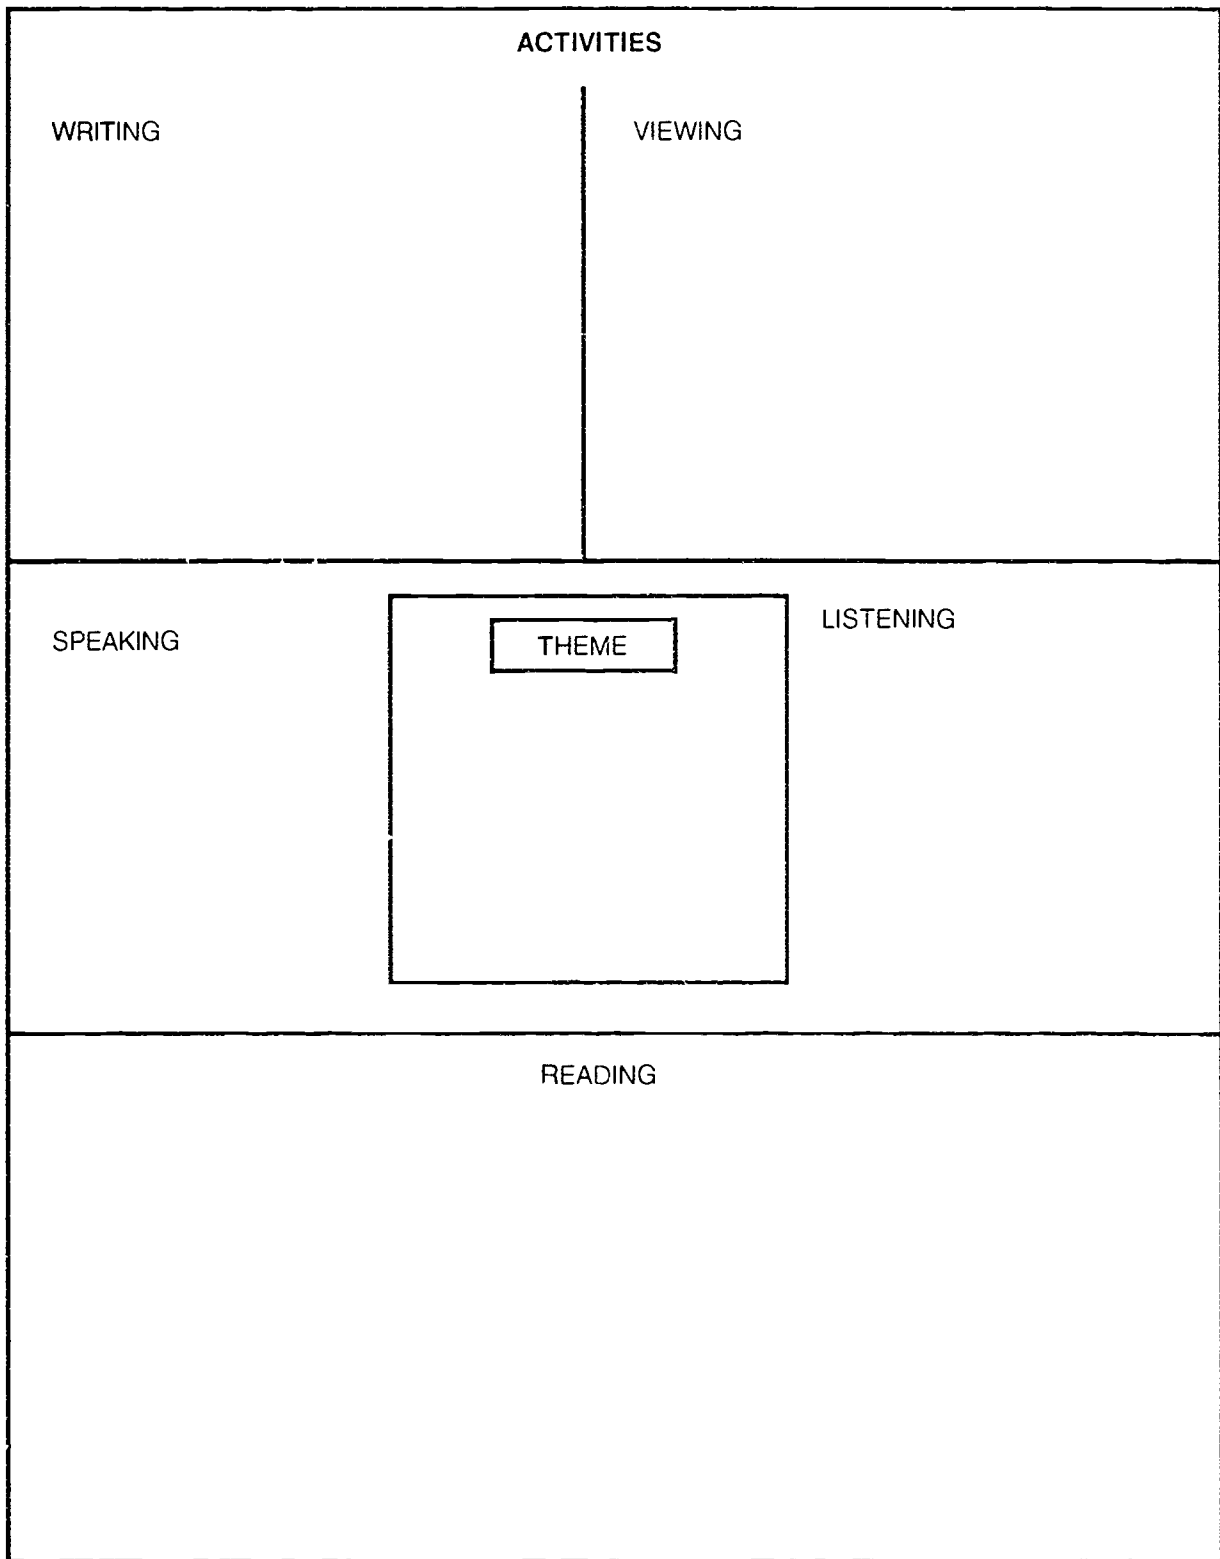 ACTIVITIES
WRITING
VIEWING
SPEAKING
THEME
LISTENING
READING